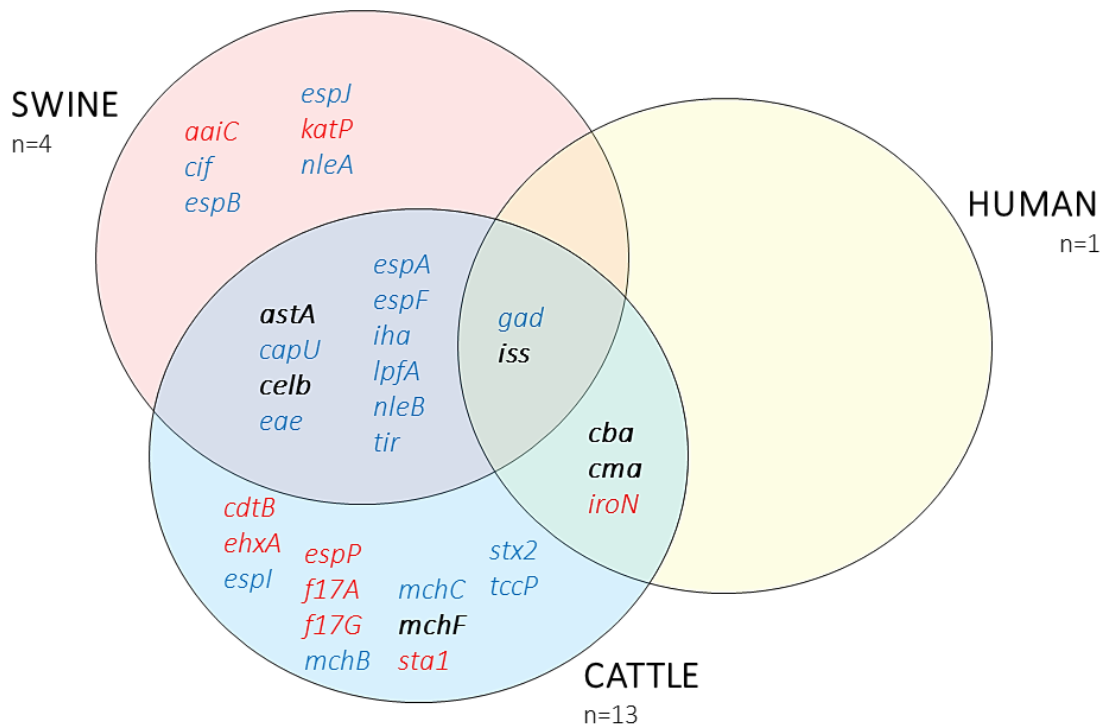 SWINE
n=4
aaiC
cif
espB
espJ
katP
nleA
HUMAN
n=1
astA
capU
celb
eae
espA
espF
iha
lpfA
nleB
tir
gad
iss
cba
cma
iroN
cdtB
ehxA
espI
espP
f17A
f17G
mchB
mchC
mchF
sta1
stx2
tccP
CATTLE
n=13